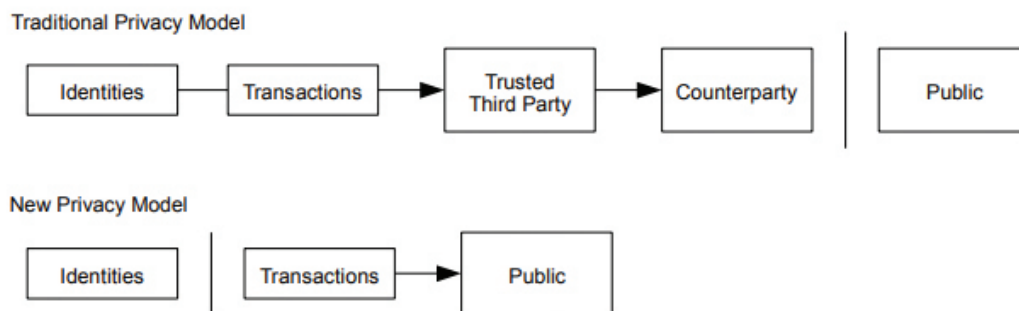 Traditional Privacy Model
Identities
Transactions
Trusted
Third Party
Counterparty
Public
New Privacy Model
Identities
Transactions
Public